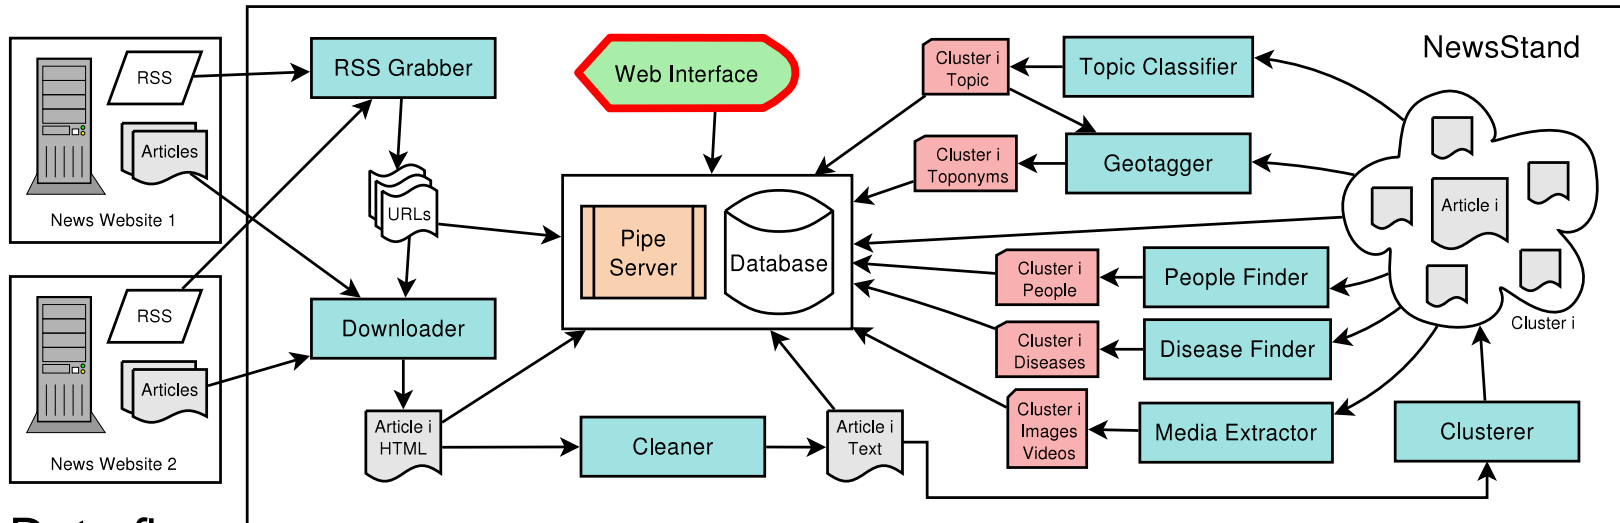 NewsStand
RSS
Articles
News Website 1
RSS
Articles
News Website 2
RSS Grabber
URLs
Downloader
Article i
HTML
Cleaner
Article i
Text
Web Interface
Pipe
Server
Database
Cluster i
Topic
Topic Classifier
Cluster i
Toponyms
Geotagger
Cluster i
People
People Finder
Cluster i
Diseases
Disease Finder
Cluster i
Images
Videos
Media Extractor
Article i
Cluster i
Clusterer